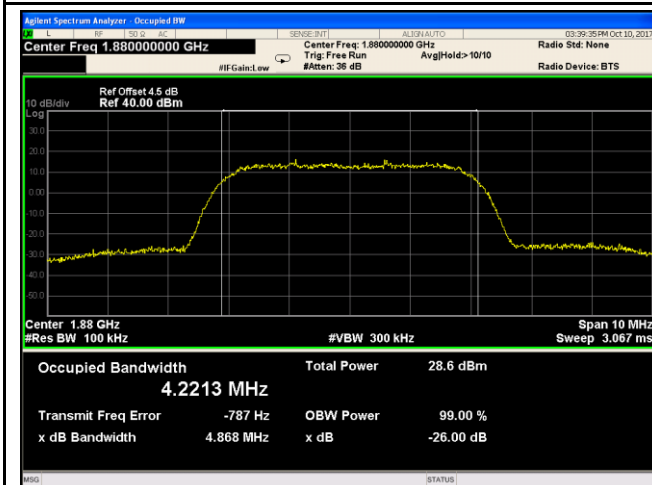 Agilent Spectrum Analyzer - Occupied BW
LXI L RF 50 Ω AC SENSE:INT ALIGN AUTO 03:39:35 PM Oct 10, 2017
Center Freq 1.880000000 GHz Center Freq: 1.880000000 GHz Radio Std: None
Trig: Free Run Avg|Hold:> 10/10
#IFGain:Low #Atten: 36 dB Radio Device: BTS
Ref Offset 4.5 dB
10 dB/div Ref 40.00 dBm
Log
30.0
20.0
10.0
0.00
-10.0
-20.0
-30.0
-40.0
-50.0
Center 1.88 GHz Span 10 MHz
#Res BW 100 kHz #VBW 300 kHz Sweep 3.067 ms
Occupied Bandwidth Total Power 28.6 dBm
4.2213 MHz
Transmit Freq Error -787 Hz OBW Power 99.00 %
x dB Bandwidth 4.868 MHz x dB -26.00 dB
MSG STATUS